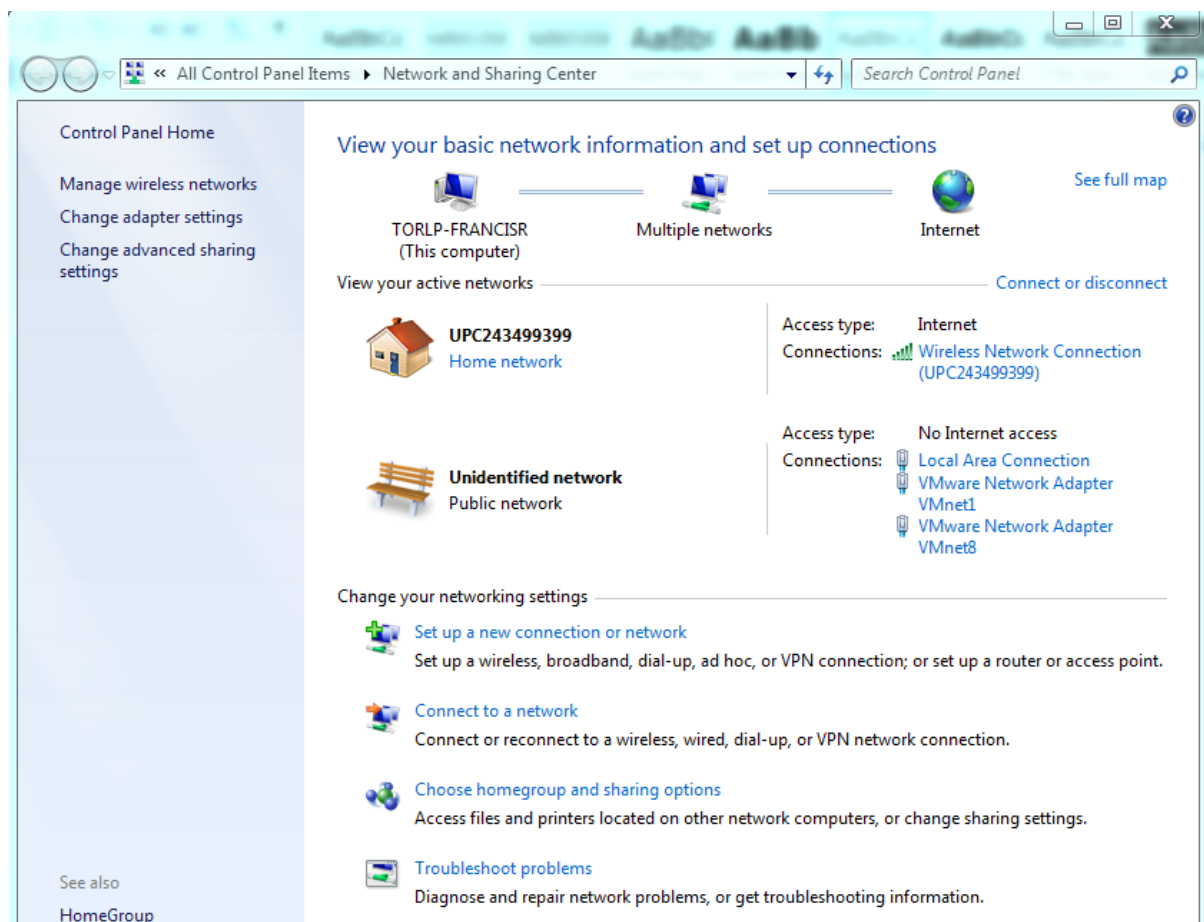 « All Control Panel Items ▸ Network and Sharing Center
Search Control Panel
Control Panel Home
Manage wireless networks
Change adapter settings
Change advanced sharing
settings
See also
HomeGroup
View your basic network information and set up connections
See full map
TORLP-FRANCISR
(This computer)
Multiple networks
Internet
View your active networks
Connect or disconnect
UPC243499399
Home network
Access type: Internet
Connections: Wireless Network Connection
(UPC243499399)
Unidentified network
Public network
Access type: No Internet access
Connections: Local Area Connection
VMware Network Adapter
VMnet1
VMware Network Adapter
VMnet8
Change your networking settings
Set up a new connection or network
Set up a wireless, broadband, dial-up, ad hoc, or VPN connection; or set up a router or access point.
Connect to a network
Connect or reconnect to a wireless, wired, dial-up, or VPN network connection.
Choose homegroup and sharing options
Access files and printers located on other network computers, or change sharing settings.
Troubleshoot problems
Diagnose and repair network problems, or get troubleshooting information.